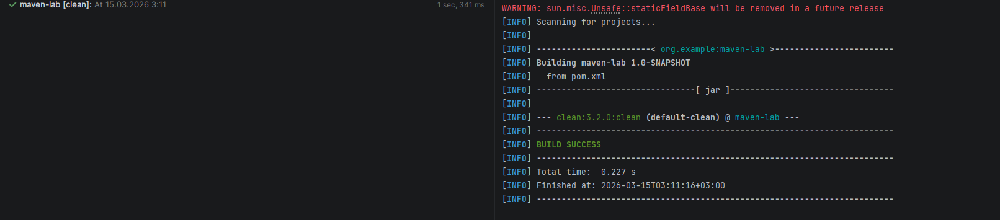 maven-lab [clean]: At 15.03.2026 3:11
1 sec, 341 ms
WARNING: sun.misc.Unsafe::staticFieldBase will be removed in a future release
[INFO] Scanning for projects...
[INFO]
[INFO] -----------------------< org.example:maven-lab >------------------------
[INFO] Building maven-lab 1.0-SNAPSHOT
[INFO]   from pom.xml
[INFO] --------------------------------[ jar ]---------------------------------
[INFO]
[INFO] --- clean:3.2.0:clean (default-clean) @ maven-lab ---
[INFO] ------------------------------------------------------------------------
[INFO] BUILD SUCCESS
[INFO] ------------------------------------------------------------------------
[INFO] Total time:  0.227 s
[INFO] Finished at: 2026-03-15T03:11:16+03:00
[INFO] ------------------------------------------------------------------------